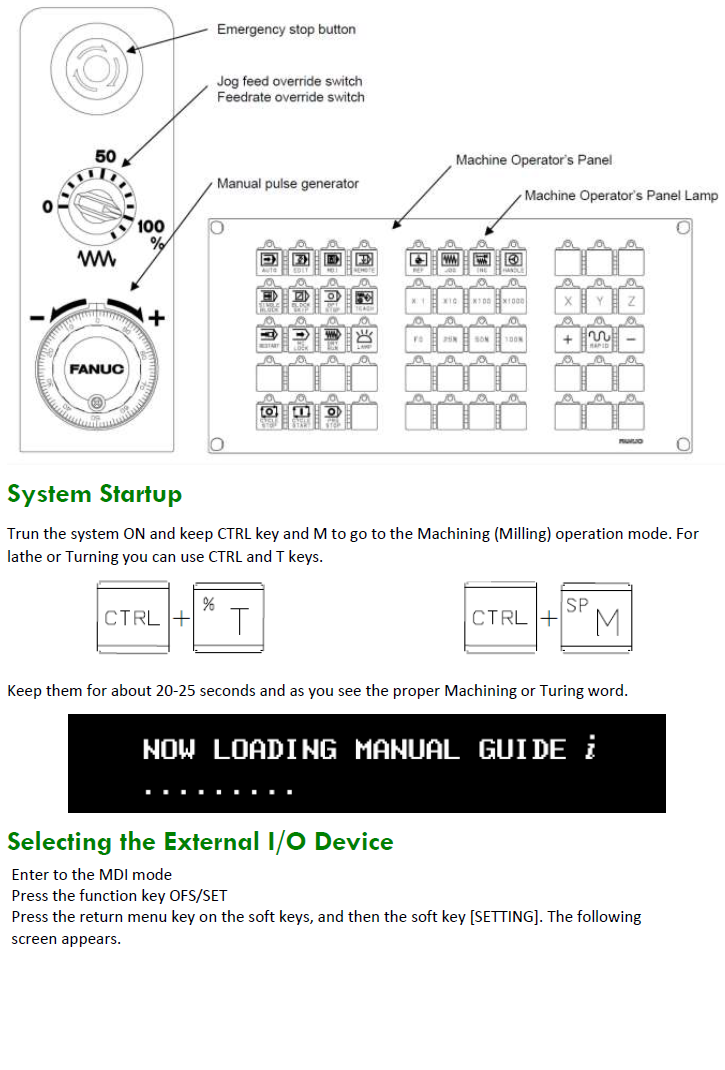 Emergency stop button
Jog feed override switch
Feedrate override switch
50
0
100
%
Manual pulse generator
- +
FANUC
Machine Operator's Panel
Machine Operator's Panel Lamp
AUTO EDIT MDI REMOTE
REF JOG INC HANDLE
SINGLE BLOCK BLOCK SKIP OPT STOP TEACH
X 1 X10 X100 X1000
X Y Z
RESTART MC LOCK DRY RUN LAMP
F0 25% 50% 100%
+ RAPID -
CYCLE STOP CYCLE START PRG STOP
FANUC
System Startup
Trun the system ON and keep CTRL key and M to go to the Machining (Milling) operation mode. For
lathe or Turning you can use CTRL and T keys.
CTRL + % T
CTRL + SP M
Keep them for about 20-25 seconds and as you see the proper Machining or Turing word.
NOW LOADING MANUAL GUIDE i
.........
Selecting the External I/O Device
Enter to the MDI mode
Press the function key OFS/SET
Press the return menu key on the soft keys, and then the soft key [SETTING]. The following
screen appears.